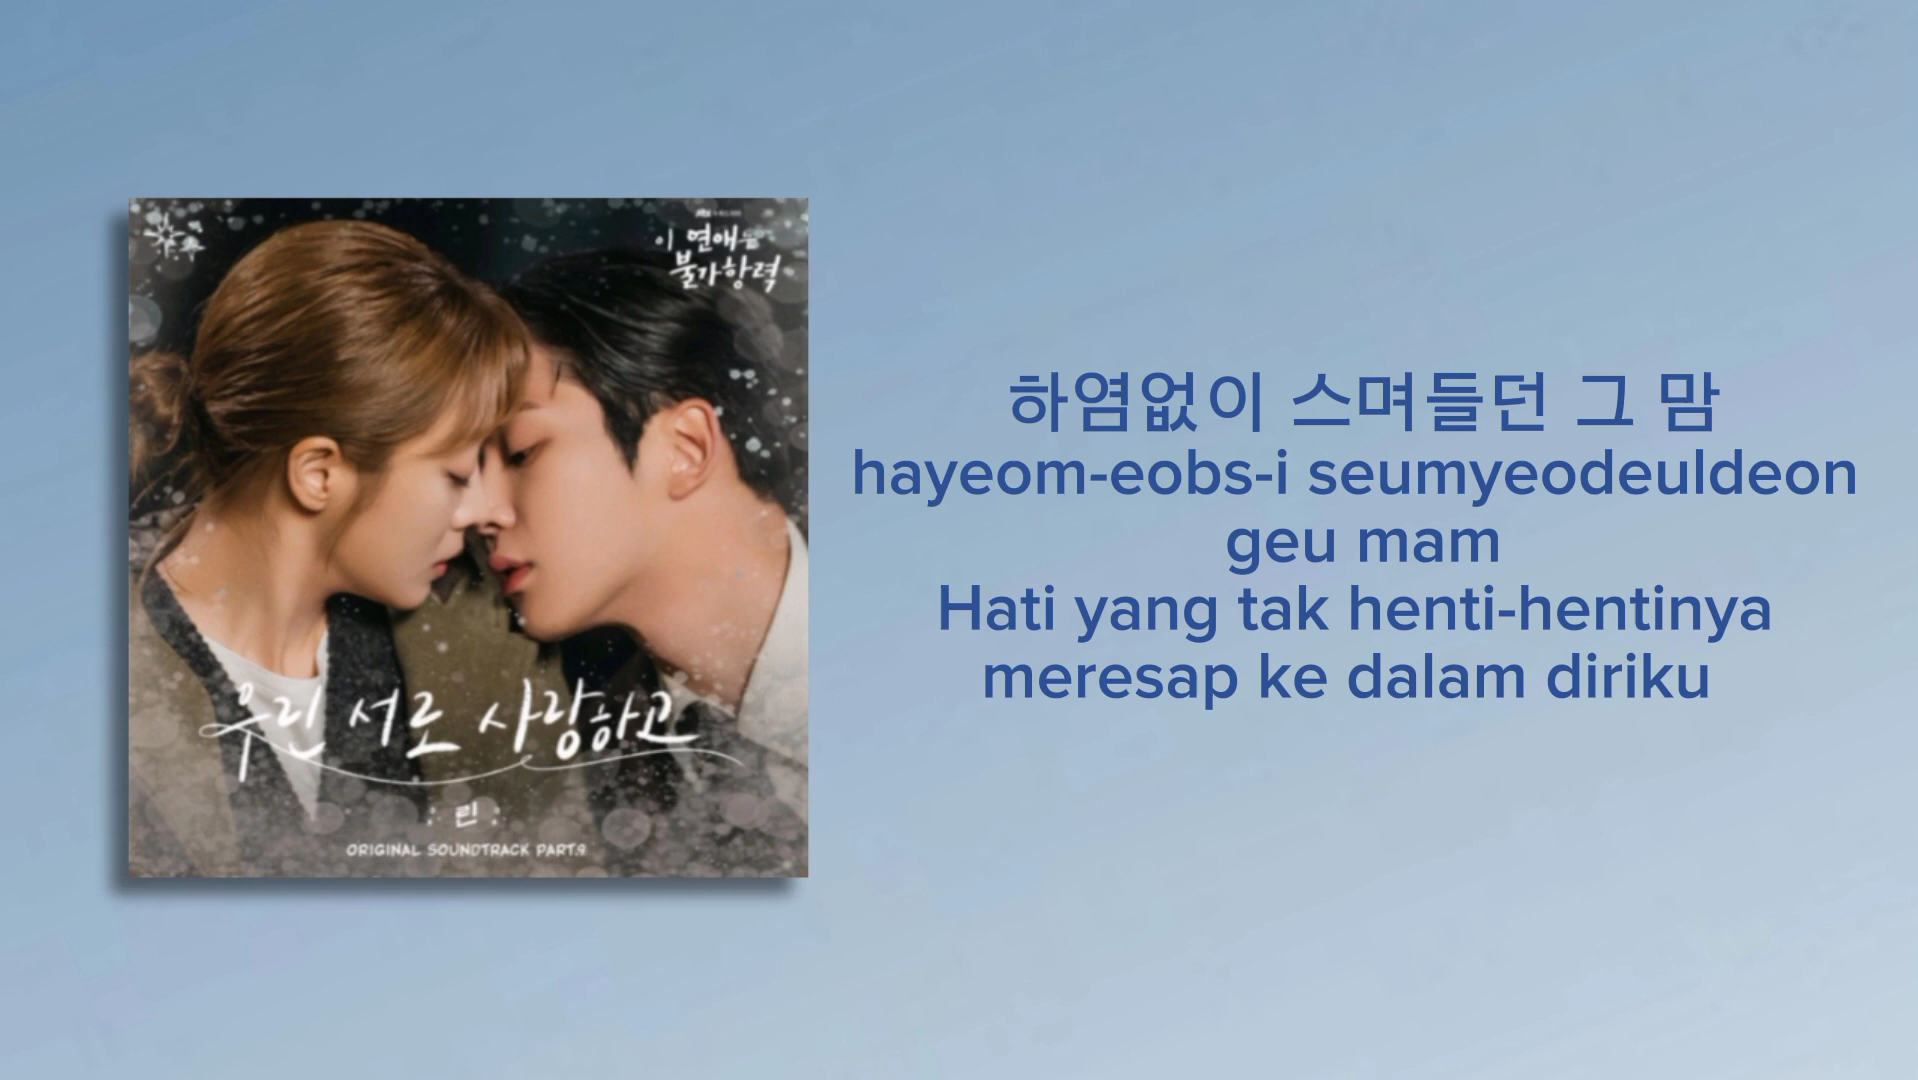 이 연애는
불가항력
우린 서로 사랑하고
: 린 :
ORIGINAL SOUNDTRACK PART.9
하염없이 스며들던 그 맘
hayeom-eobs-i seumyeodeuldeon
geu mam
Hati yang tak henti-hentinya
meresap ke dalam diriku